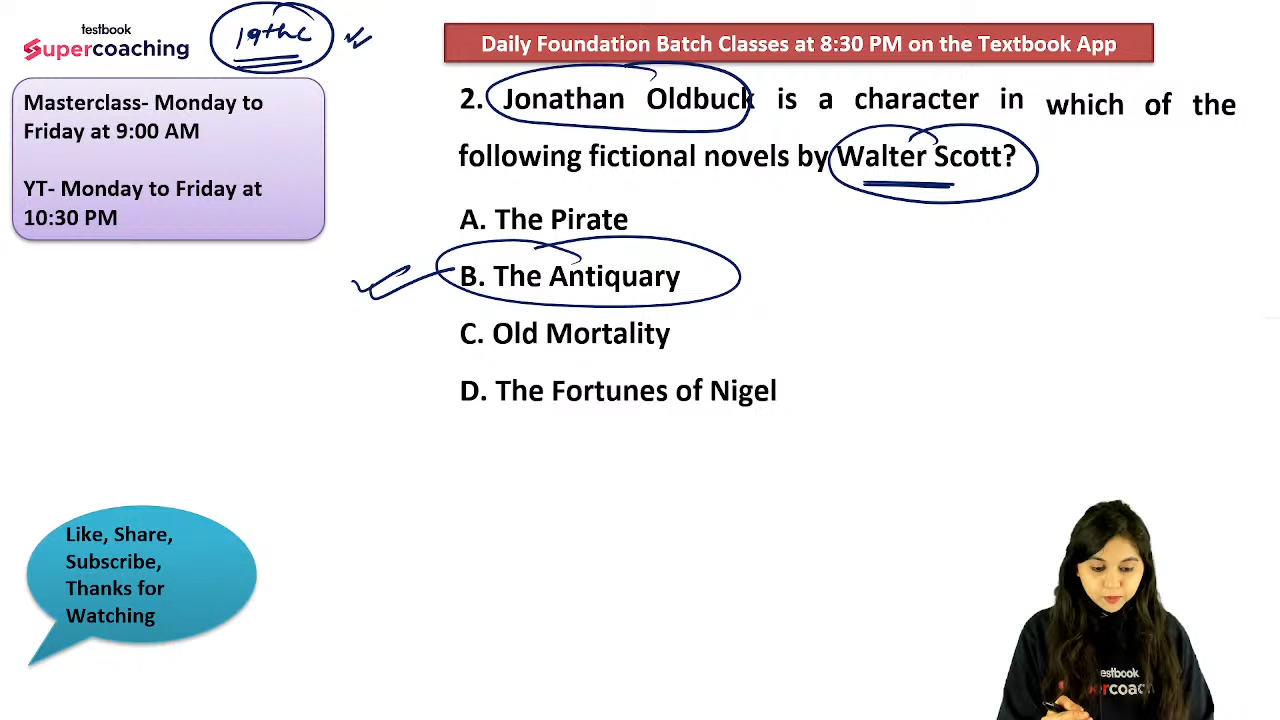 testbook
Supercoaching
19th c
Daily Foundation Batch Classes at 8:30 PM on the Textbook App
Masterclass- Monday to
Friday at 9:00 AM
YT- Monday to Friday at
10:30 PM
2. Jonathan Oldbuck is a character in which of the
following fictional novels by Walter Scott?
A. The Pirate
B. The Antiquary
C. Old Mortality
D. The Fortunes of Nigel
Like, Share,
Subscribe,
Thanks for
Watching
testbook
Supercoach